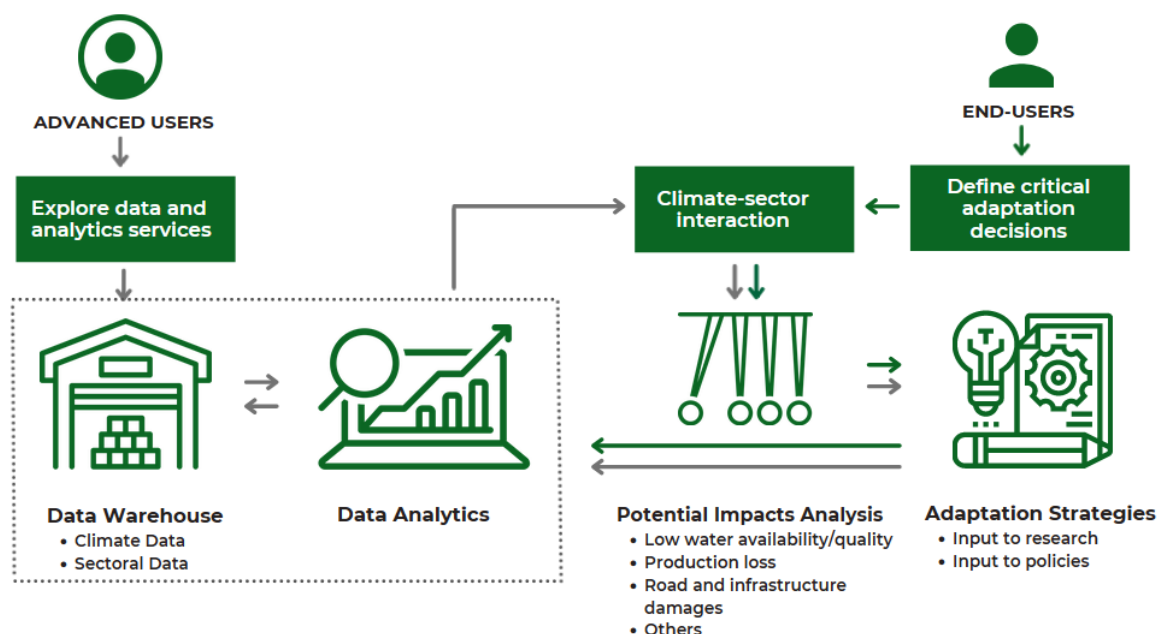 ADVANCED USERS
END-USERS
Explore data and
analytics services
Climate-sector
interaction
Define critical
adaptation
decisions
Data Warehouse
• Climate Data
• Sectoral Data
Data Analytics
Potential Impacts Analysis
• Low water availability/quality
• Production loss
• Road and infrastructure
damages
• Others
Adaptation Strategies
• Input to research
• Input to policies